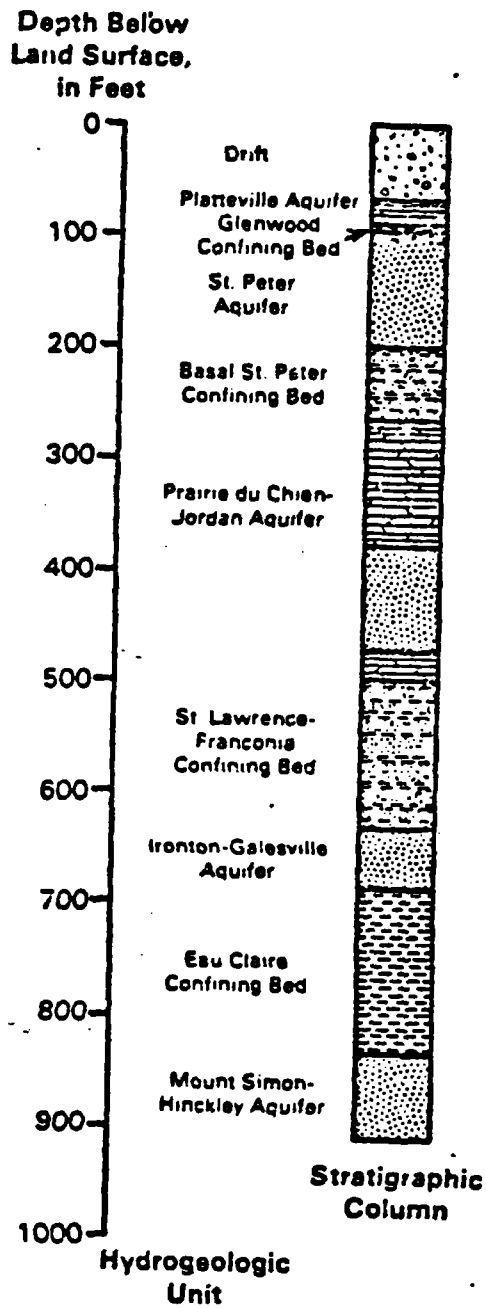 Depth Below
Land Surface,
in Feet
0
Drift
Platteville Aquifer
Glenwood
100
Confining Bed
St. Peter
Aquifer
200
Basal St. Peter
Confining Bed
300
Prairie du Chien-
Jordan Aquifer
400
500
St Lawrence-
Franconia
Confining Bed
600
Ironton-Galesville
Aquifer
700
Eau Claire
Confining Bed
800
Mount Simon-
Hinckley Aquifer
900
Stratigraphic
Column
1000
Hydrogeologic
Unit